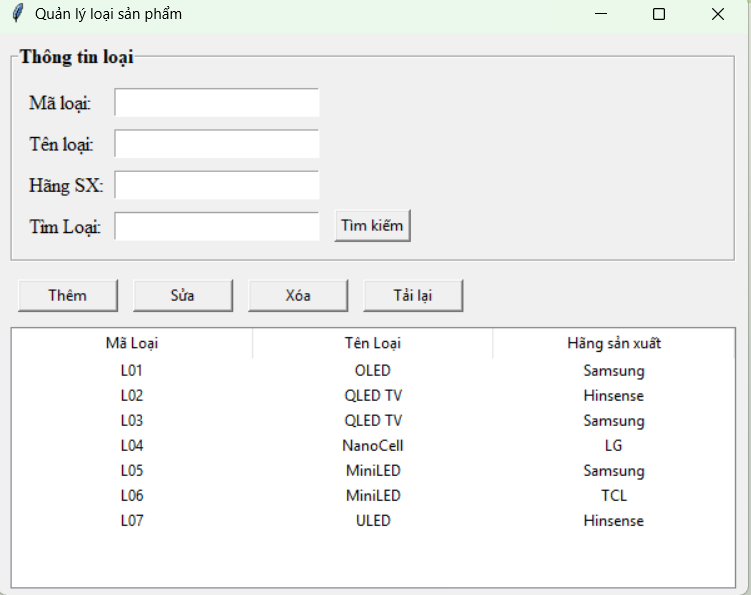 Quản lý loại sản phẩm
Thông tin loại
Mã loại:
Tên loại:
Hãng SX:
Tìm Loại: Tìm kiếm
Thêm Sửa Xóa Tải lại
Mã Loại Tên Loại Hãng sản xuất
L01 OLED Samsung
L02 QLED TV Hinsense
L03 QLED TV Samsung
L04 NanoCell LG
L05 MiniLED Samsung
L06 MiniLED TCL
L07 ULED Hinsense